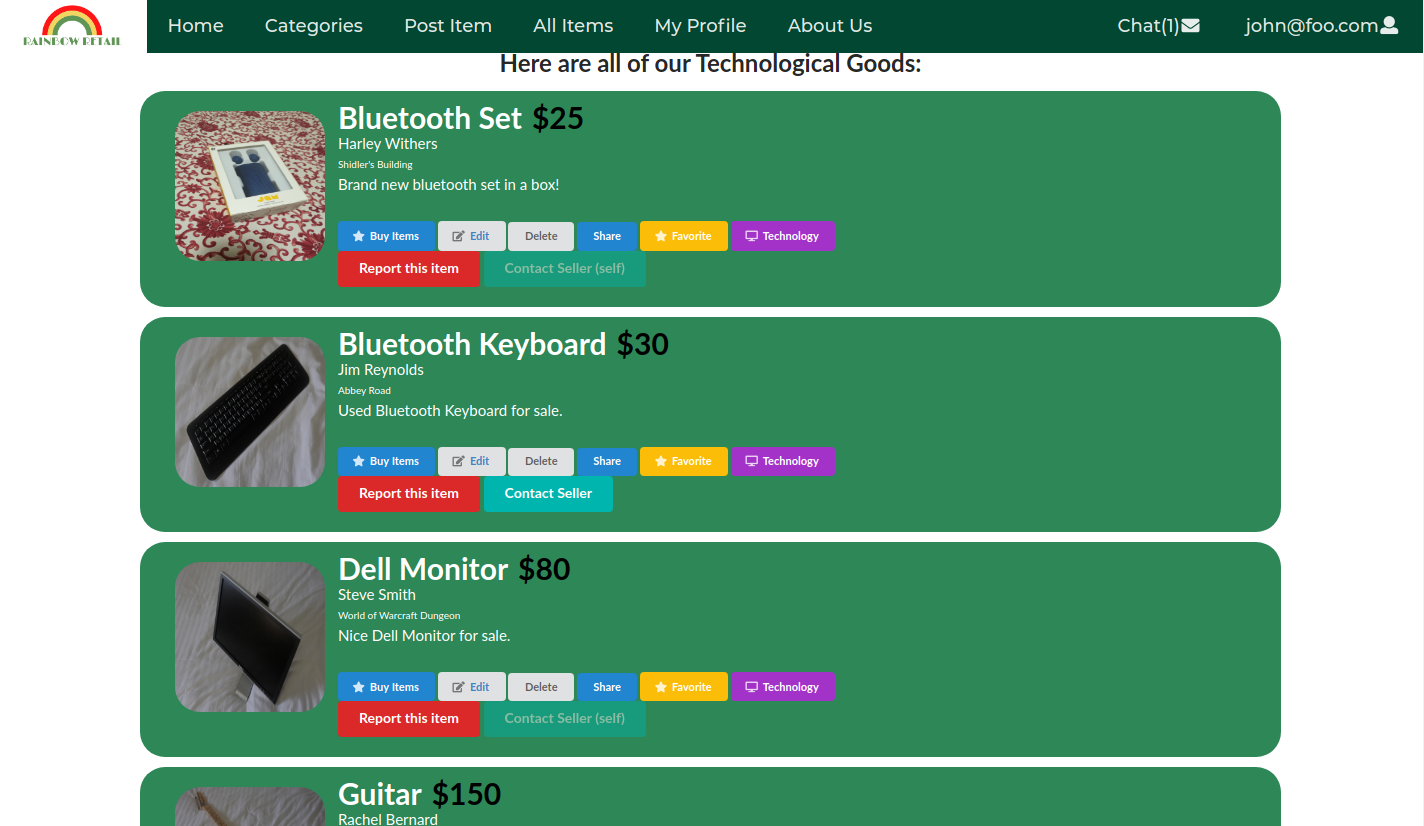 RAINBOW RETAIL
Home Categories Post Item All Items My Profile About Us Chat(1) john@foo.com
Here are all of our Technological Goods:
Bluetooth Set $25
Harley Withers
Shidler's Building
Brand new bluetooth set in a box!
Buy Items Edit Delete Share Favorite Technology
Report this item Contact Seller (self)
Bluetooth Keyboard $30
Jim Reynolds
Abbey Road
Used Bluetooth Keyboard for sale.
Buy Items Edit Delete Share Favorite Technology
Report this item Contact Seller
Dell Monitor $80
Steve Smith
World of Warcraft Dungeon
Nice Dell Monitor for sale.
Buy Items Edit Delete Share Favorite Technology
Report this item Contact Seller (self)
Guitar $150
Rachel Bernard